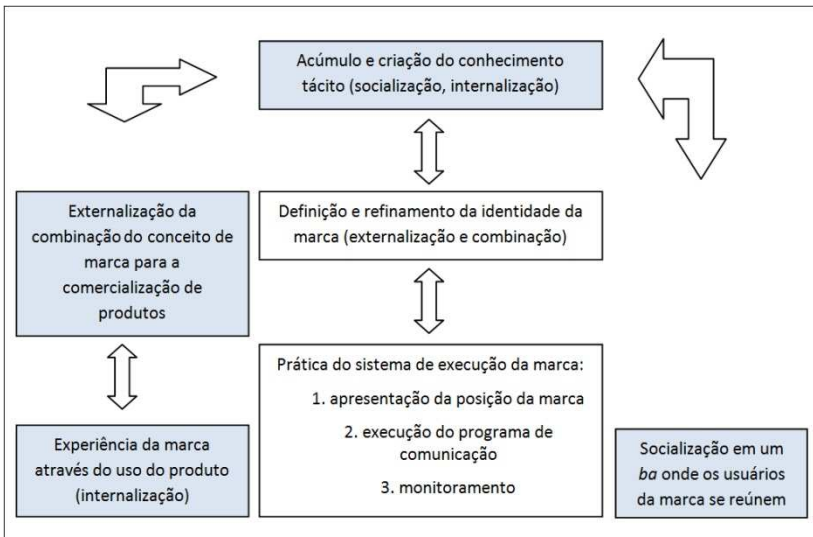 Acúmulo e criação do conhecimento
tácito (socialização, internalização)
Externalização da
combinação do conceito de
marca para a
comercialização de
produtos
Definição e refinamento da identidade da
marca (externalização e combinação)
Prática do sistema de execução da marca:
1. apresentação da posição da marca
2. execução do programa de
comunicação
3. monitoramento
Experiência da marca
através do uso do produto
(internalização)
Socialização em um
ba onde os usuários
da marca se reúnem